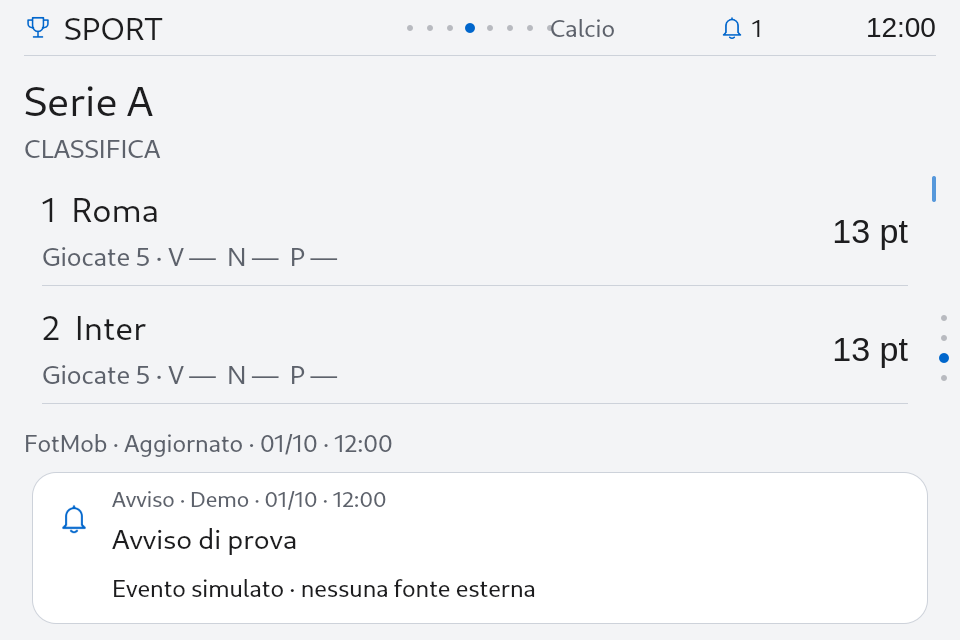 SPORT
Calcio
1
12:00
Serie A
CLASSIFICA
1 Roma
13 pt
Giocate 5 · V — N — P —
2 Inter
13 pt
Giocate 5 · V — N — P —
FotMob · Aggiornato · 01/10 · 12:00
Avviso · Demo · 01/10 · 12:00
Avviso di prova
Evento simulato · nessuna fonte esterna